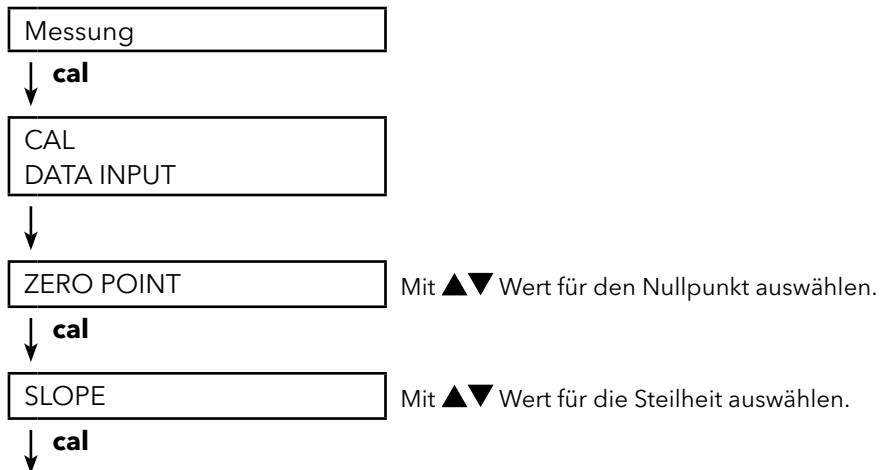 Messung
cal
CAL
DATA INPUT
ZERO POINT Mit ▲▼ Wert für den Nullpunkt auswählen.
cal
SLOPE Mit ▲▼ Wert für die Steilheit auswählen.
cal